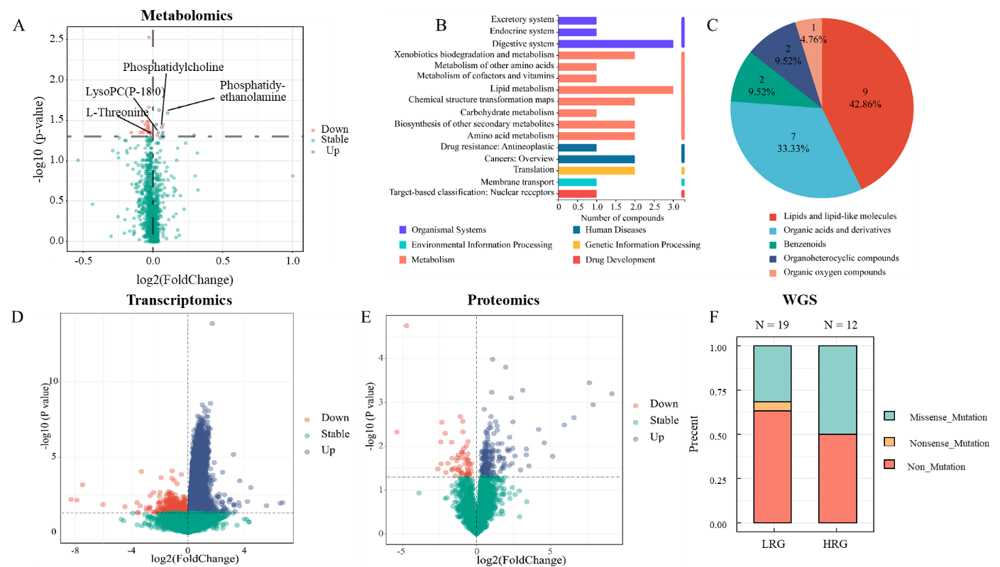 Metabolomics
A
2.5
2.0
1.5
1.0
0.5
0.0
-log10 (p-value)
Phosphatidylcholine
Phosphatidy-
ethanolamine
LysoPC(P-18:0)
L-Threonine
Down
Stable
Up
-0.5
0.0
0.5
1.0
log2(FoldChange)
B
Excretory system
Endocrine system
Digestive system
Xenobiotics biodegradation and metabolism
Metabolism of other amino acids
Metabolism of cofactors and vitamins
Lipid metabolism
Chemical structure transformation maps
Carbohydrate metabolism
Biosynthesis of other secondary metabolites
Amino acid metabolism
Drug resistance: Antineoplastic
Cancers: Overview
Translation
Membrane transport
Target-based classification: Nuclear receptors
0
0.5
1.0
1.5
2.0
2.5
3.0
Number of compounds
Organismal Systems
Human Diseases
Environmental Information Processing
Genetic Information Processing
Metabolism
Drug Development
C
1
4.76%
2
9.52%
2
9.52%
9
42.86%
7
33.33%
Lipids and lipid-like molecules
Organic acids and derivatives
Benzenoids
Organoheterocyclic compounds
Organic oxygen compounds
Transcriptomics
D
10
5
0
-log10 (P value)
Down
Stable
Up
-8
-4
0
4
log2(FoldChange)
Proteomics
E
4
3
2
1
0
-log10 (P value)
Down
Stable
Up
-5
0
5
log2(FoldChange)
WGS
F
N = 19
N = 12
1.00
0.75
0.50
0.25
0.00
Precent
Missense_Mutation
Nonsense_Mutation
Non_Mutation
LRG
HRG